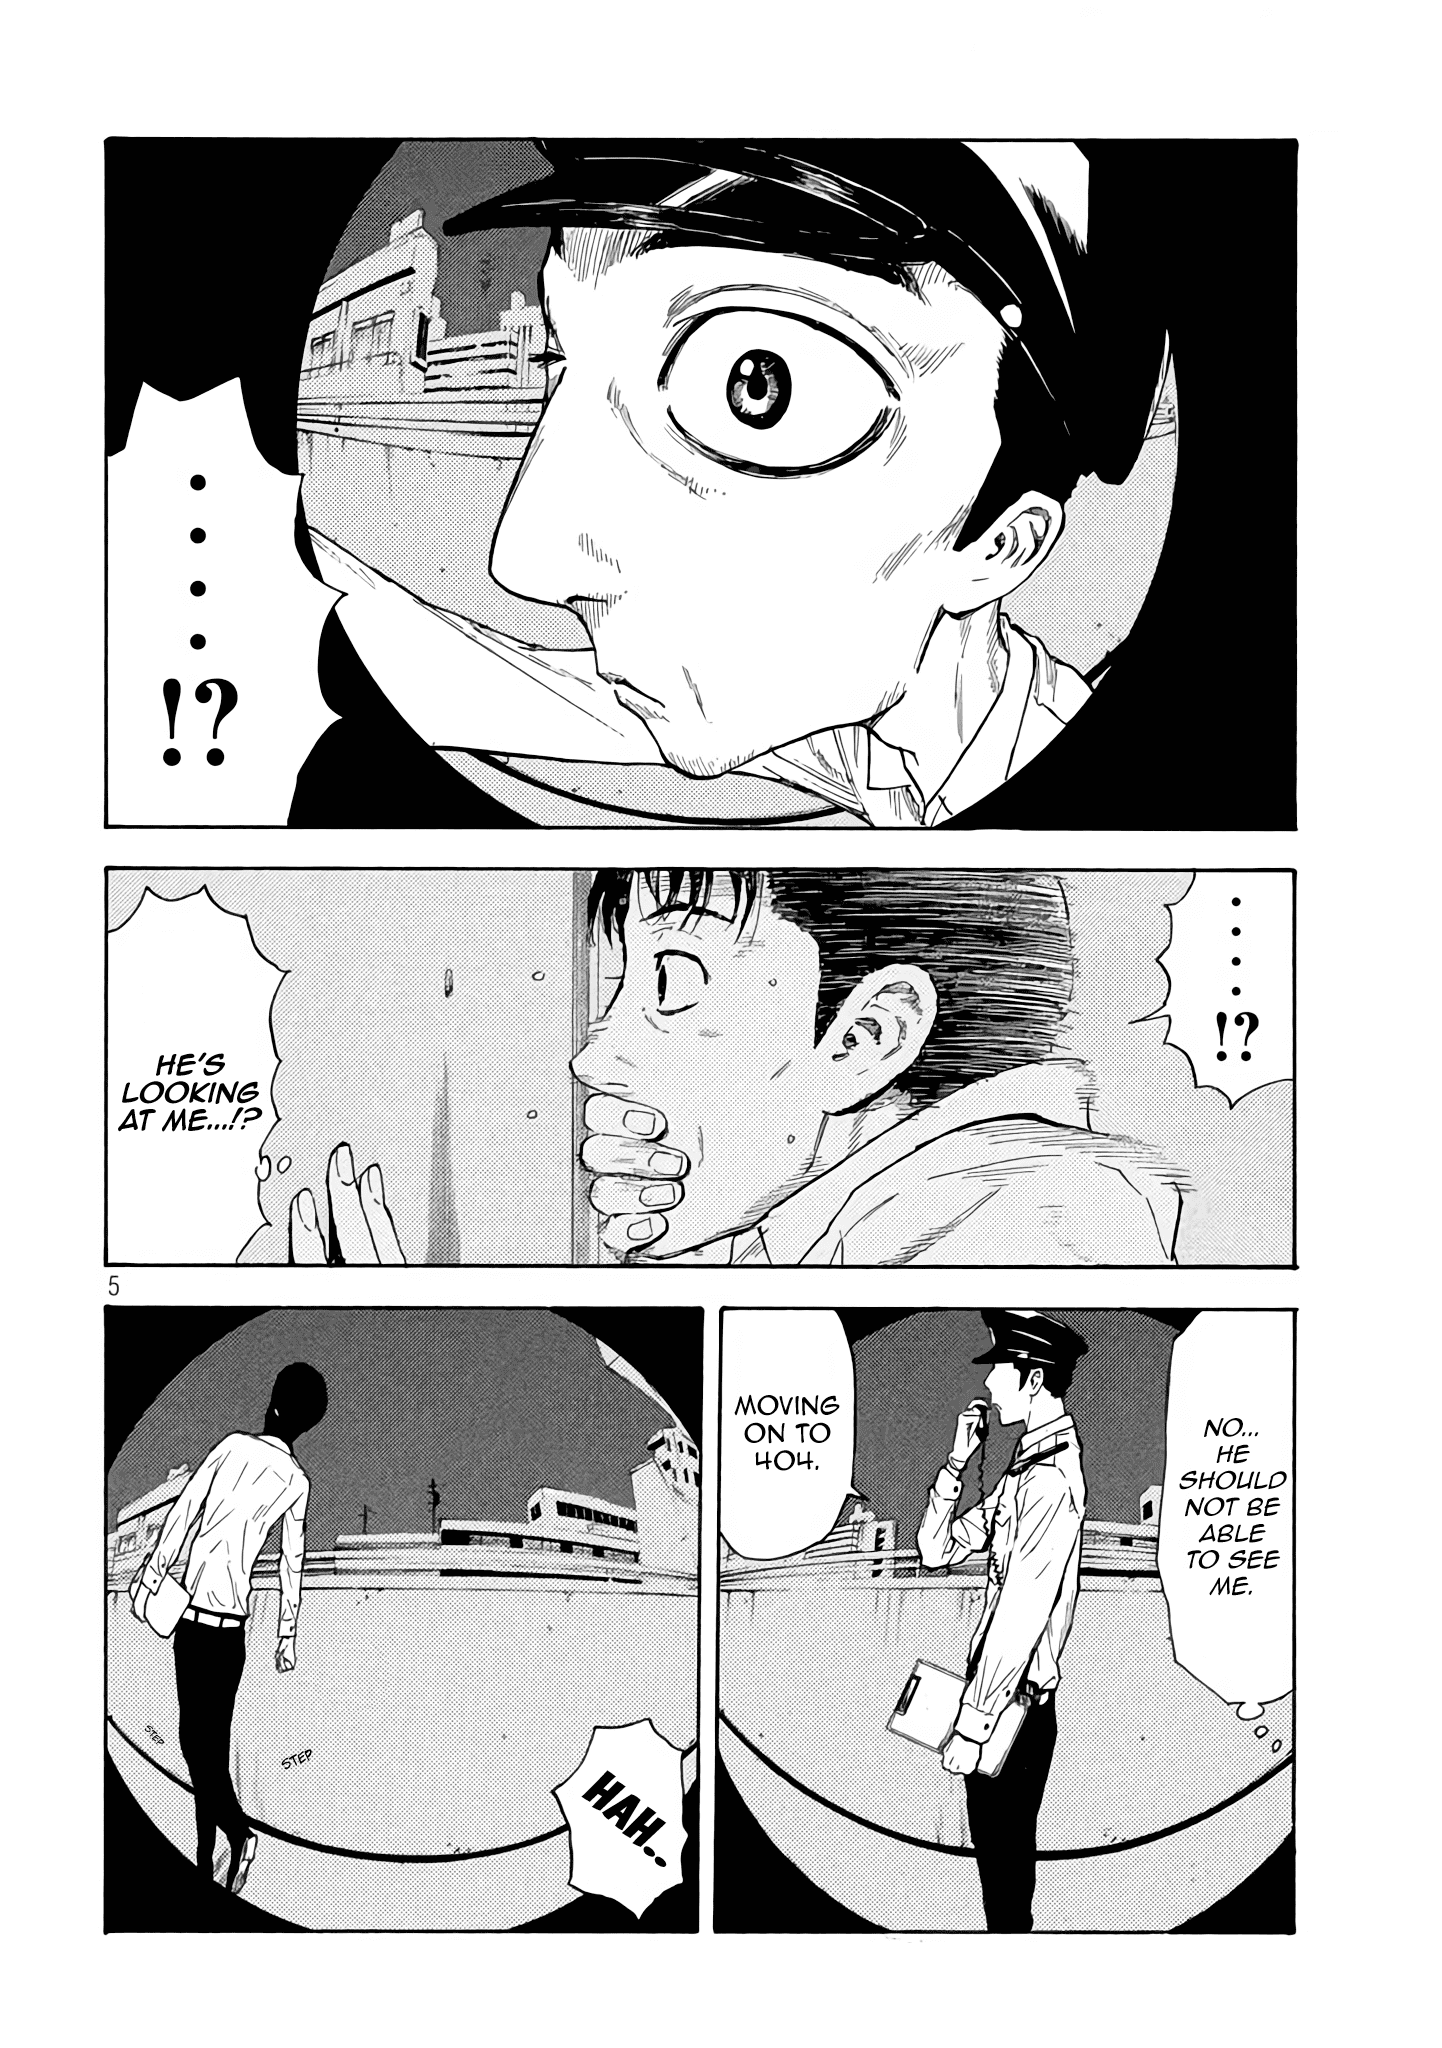 ....
!?
....
!?
HE'S
LOOKING
AT ME...!?
5
NO...
HE
SHOULD
NOT BE
ABLE
TO SEE
ME.
MOVING
ON TO
404.
STEP
STEP
HAH..